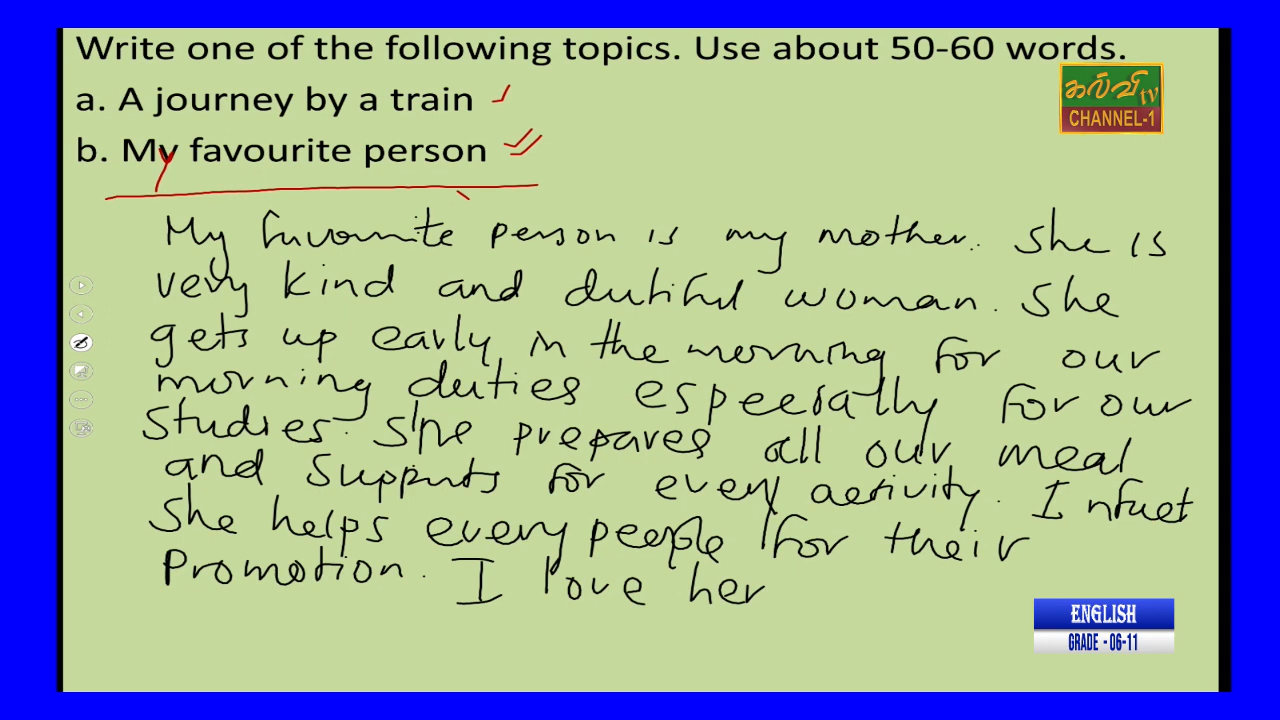 Write one of the following topics. Use about 50-60 words.
a. A journey by a train
b. My favourite person
கல்வி tv
CHANNEL-1
My favourite person is my mother. She is
very kind and dutiful woman. She
gets up early in the morning for our
morning duties especially for our
studies. She prepares all our meal
and supports for every activity. Infact
She helps every people for their
Promotion. I love her
ENGLISH
GRADE - 06-11